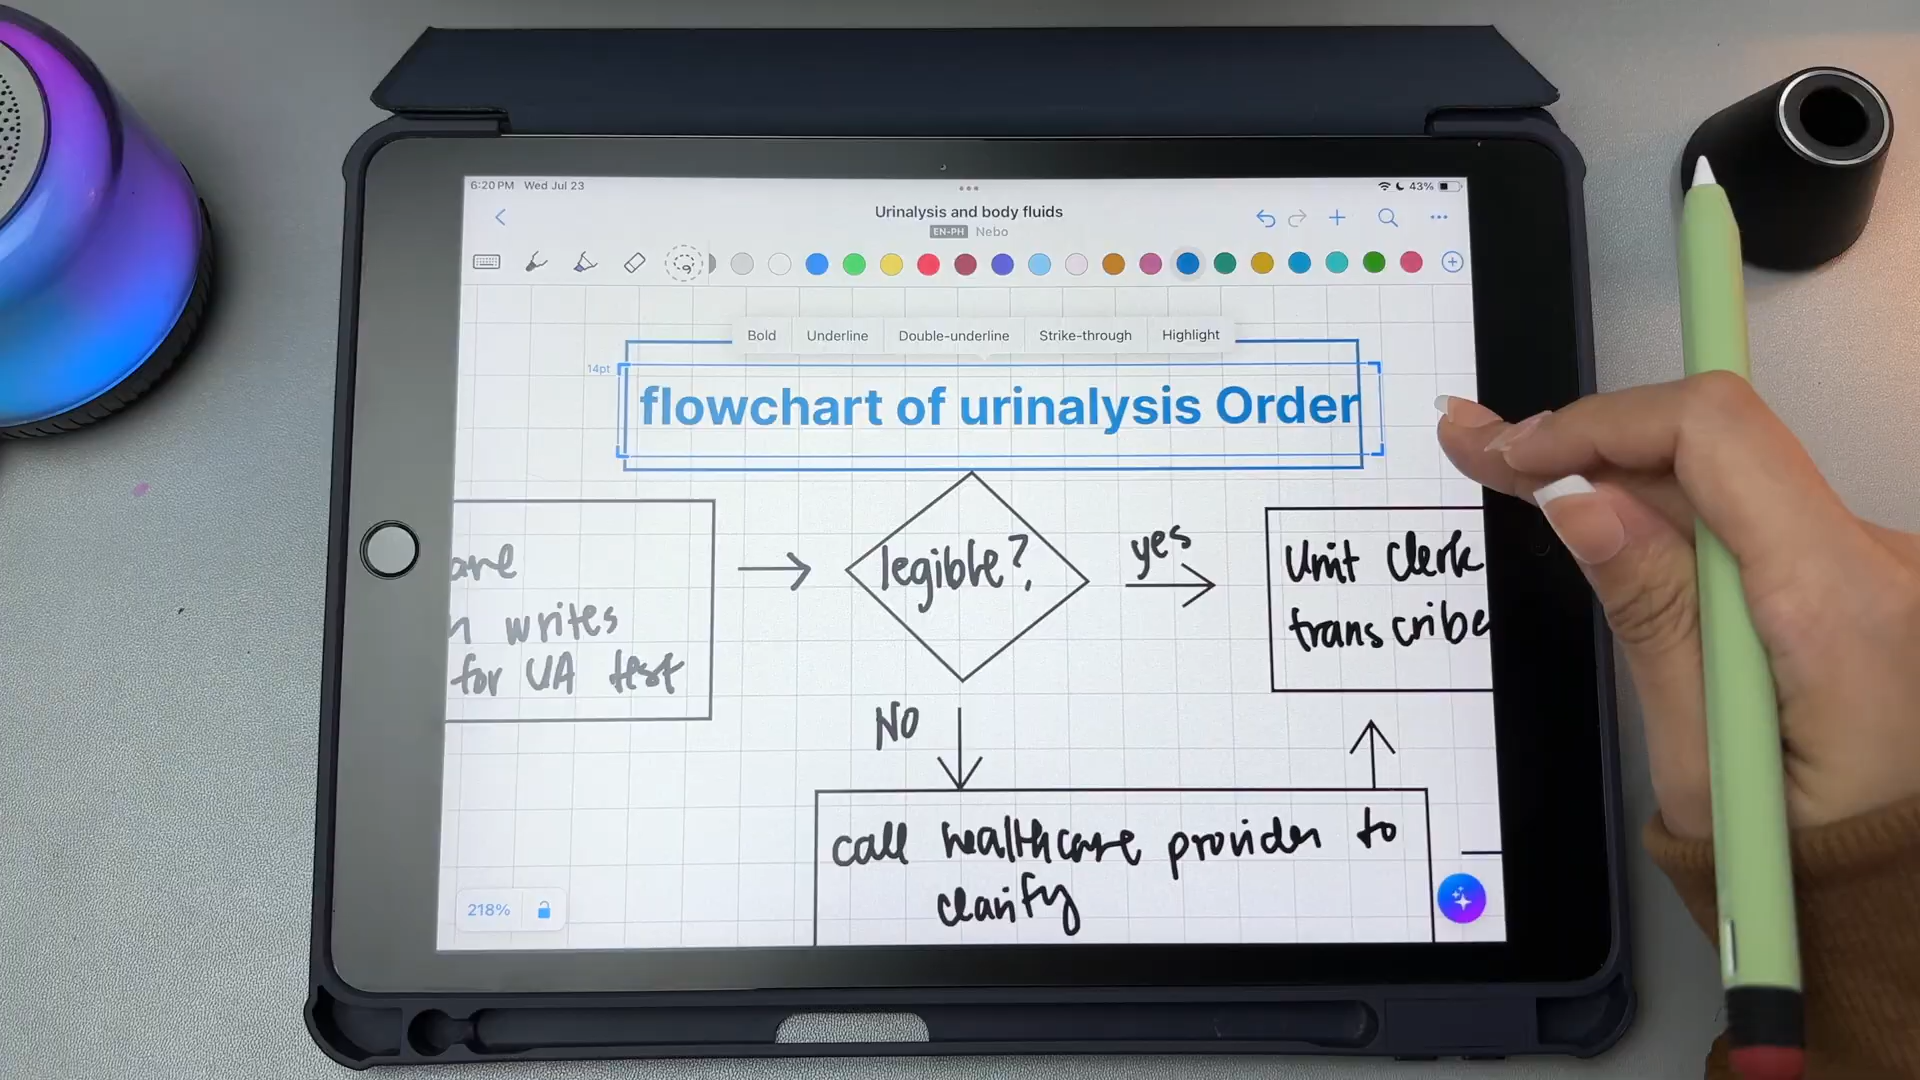 6:20 PM Wed Jul 23
43%
Urinalysis and body fluids
EN-PH Nebo
Bold Underline Double-underline Strike-through Highlight
14pt
flowchart of urinalysis Order
writes
for UA test
legible?
yes
Unit Clerk
transcribe
NO
call healthcare provider to
clarify
218%